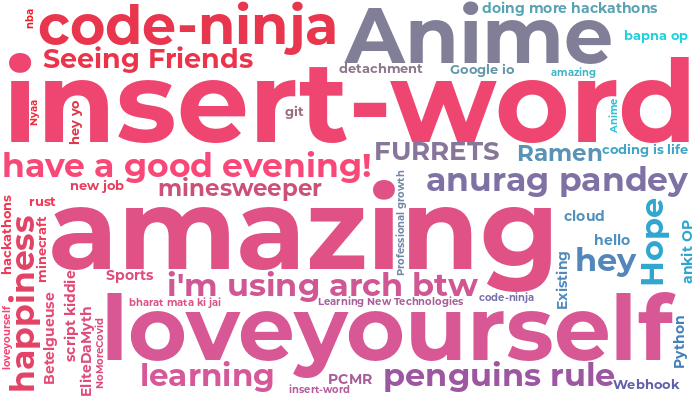 nba
code-ninja
Anime
doing more hackathons
bapna op
Seeing Friends
detachment
Google io
amazing
insert-word
Nyaa
hey yo
git
Anime
FURRETS
Ramen
coding is life
have a good evening!
new job
minesweeper
anurag pandey
rust
amazing
Professional growth
cloud
Hope
hackathons
minecraft
hello
ankit OP
happiness
hey
Sports
i'm using arch btw
Existing
script kiddie
bharat mata ki jai
Learning New Technologies
code-ninja
loveyourself
Betelgueuse
EliteDaMyth
NoMoreCovid
loveyourself
Python
learning
PCMR
penguins rule
Webhook
insert-word